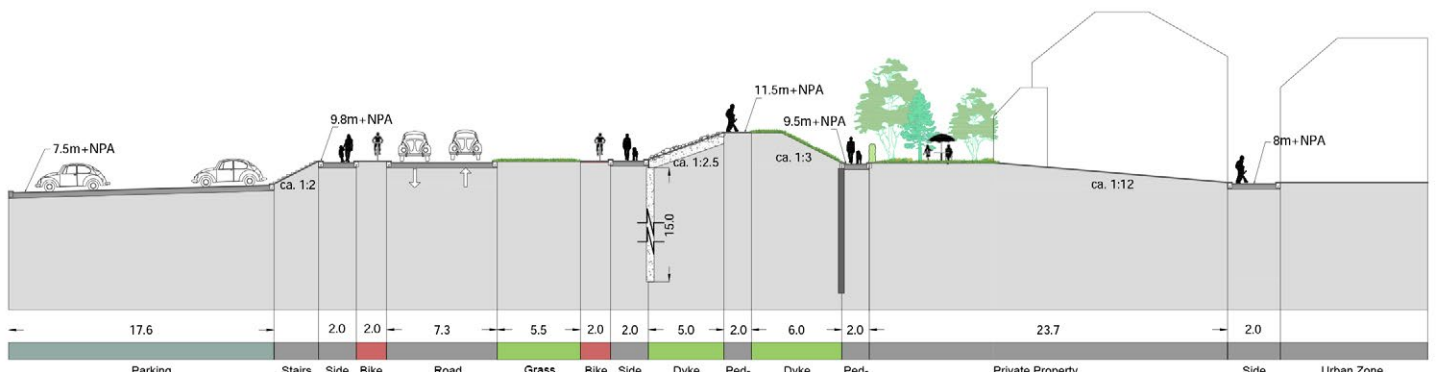 11.5m+NPA
9.8m+NPA
9.5m+NPA
7.5m+NPA
8m+NPA
ca. 1:2
ca. 1:2.5
ca. 1:3
ca. 1:12
15.0
17.6 2.0 2.0 7.3 5.5 2.0 2.0 5.0 2.0 6.0 2.0 23.7 2.0
Parking Stairs Side Bike Road Grass Bike Side Dyke Ped- Dyke Ped- Private Property Side Urban Zone